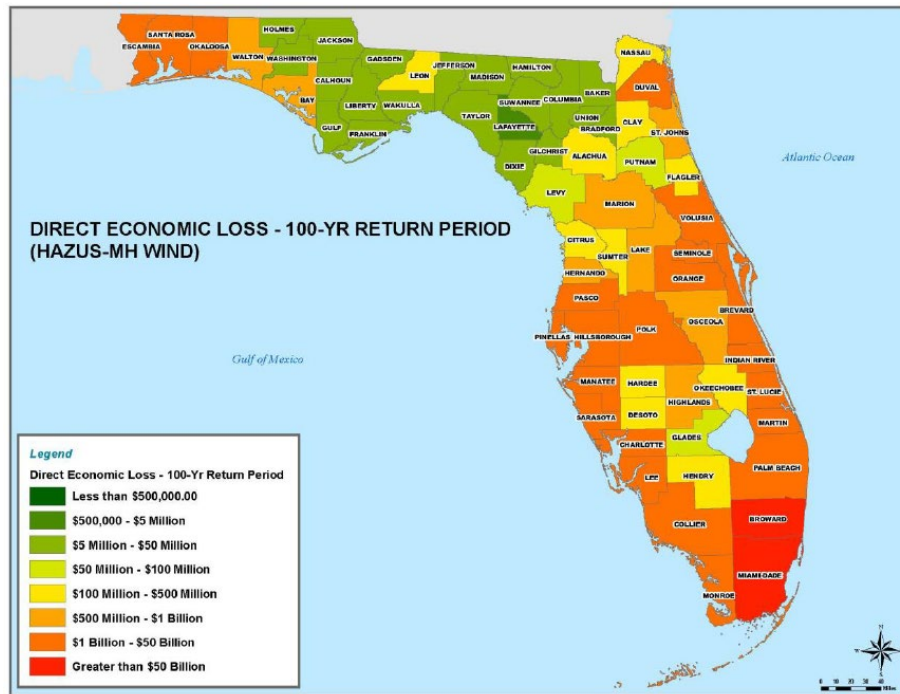 HOLMES
SANTA ROSA
JACKSON
ESCAMBIA
OKALOOSA
NASSAU
WALTON
WASHINGTON
GADSDEN
JEFFERSON
HAMILTON
LEON
MADISON
CALHOUN
BAKER
DUVAL
BAY
SUWANNEE
COLUMBIA
LIBERTY
WAKULLA
TAYLOR
UNION
CLAY
LAFAYETTE
BRADFORD
ST. JOHNS
GULF
FRANKLIN
GILCHRIST
ALACHUA
PUTNAM
Atlantic Ocean
DIXIE
FLAGLER
LEVY
MARION
VOLUSIA
DIRECT ECONOMIC LOSS - 100-YR RETURN PERIOD
(HAZUS-MH WIND)
CITRUS
LAKE
SUMTER
SEMINOLE
HERNANDO
ORANGE
PASCO
BREVARD
OSCEOLA
PINELLAS
HILLSBOROUGH
POLK
Gulf of Mexico
INDIAN RIVER
MANATEE
HARDEE
OKEECHOBEE
ST. LUCIE
HIGHLANDS
SARASOTA
DESOTO
MARTIN
CHARLOTTE
GLADES
PALM BEACH
LEE
HENDRY
BROWARD
COLLIER
MIAMI-DADE
MONROE
Legend
Direct Economic Loss - 100-Yr Return Period
Less than $500,000.00
$500,000 - $5 Million
$5 Million - $50 Million
$50 Million - $100 Million
$100 Million - $500 Million
$500 Million - $1 Billion
$1 Billion - $50 Billion
Greater than $50 Billion
N
0 10 20 30 40
Miles